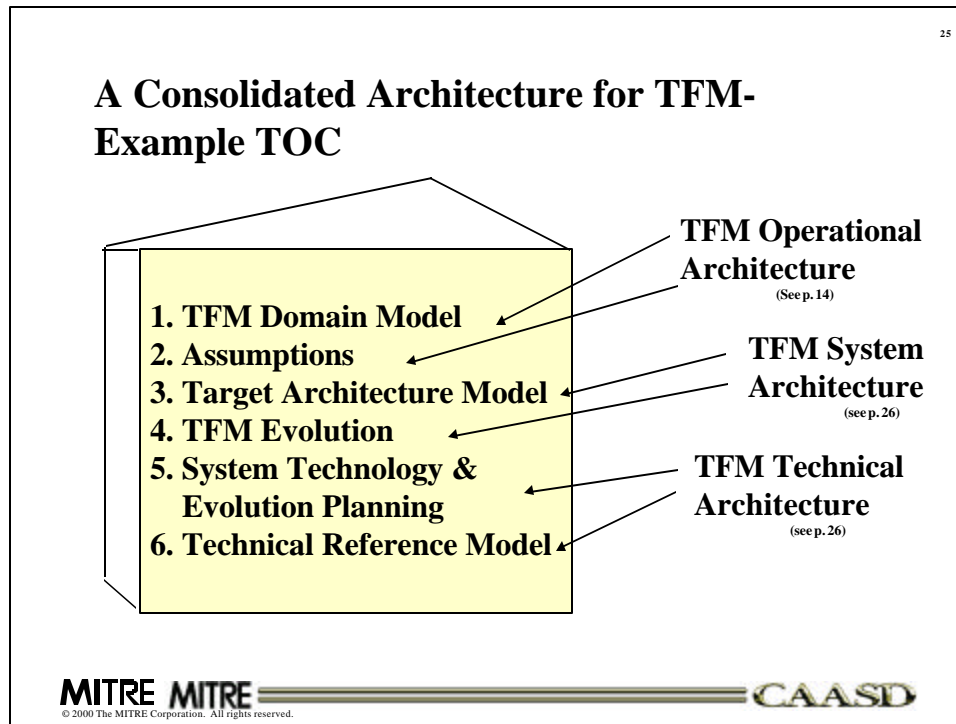 25
A Consolidated Architecture for TFM-
Example TOC
1. TFM Domain Model
2. Assumptions
3. Target Architecture Model
4. TFM Evolution
5. System Technology &
Evolution Planning
6. Technical Reference Model
TFM Operational
Architecture
(See p. 14)
TFM System
Architecture
(see p. 26)
TFM Technical
Architecture
(see p. 26)
MITRE MITRE CAASD
© 2000 The MITRE Corporation. All rights reserved.